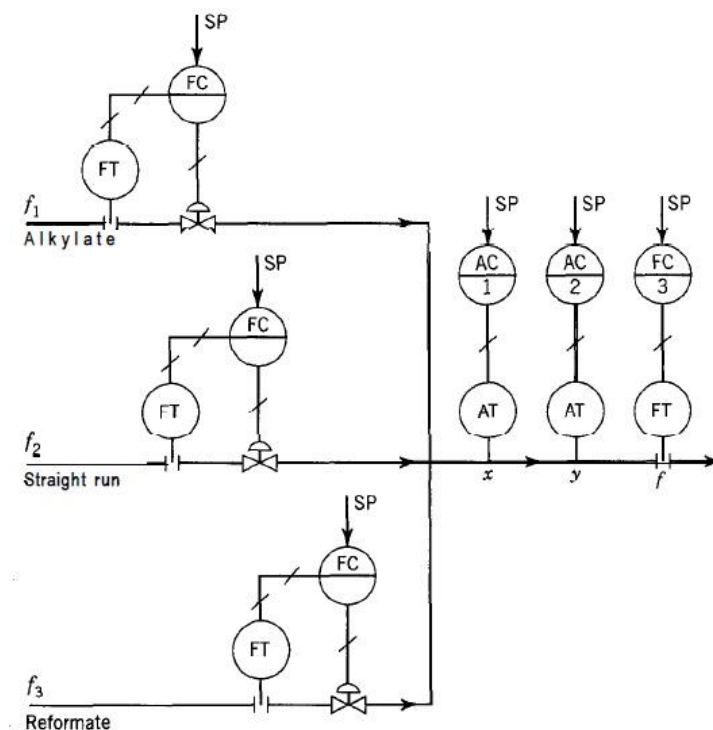 SP
FC
FT
f1
Alkylate
SP
SP
SP
SP
AC
1
AC
2
FC
3
FC
FT
AT
AT
FT
f2
Straight run
x
y
f
SP
FC
FT
f3
Reformate